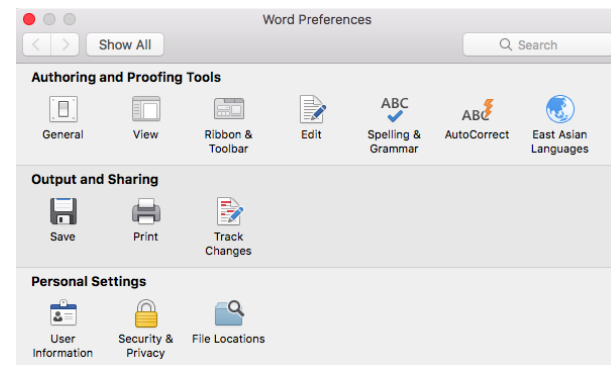 Word Preferences
Show All
Search
Authoring and Proofing Tools
General
View
Ribbon &
Toolbar
Edit
ABC
Spelling &
Grammar
ABC
AutoCorrect
East Asian
Languages
Output and Sharing
Save
Print
Track
Changes
Personal Settings
User
Information
Security &
Privacy
File Locations